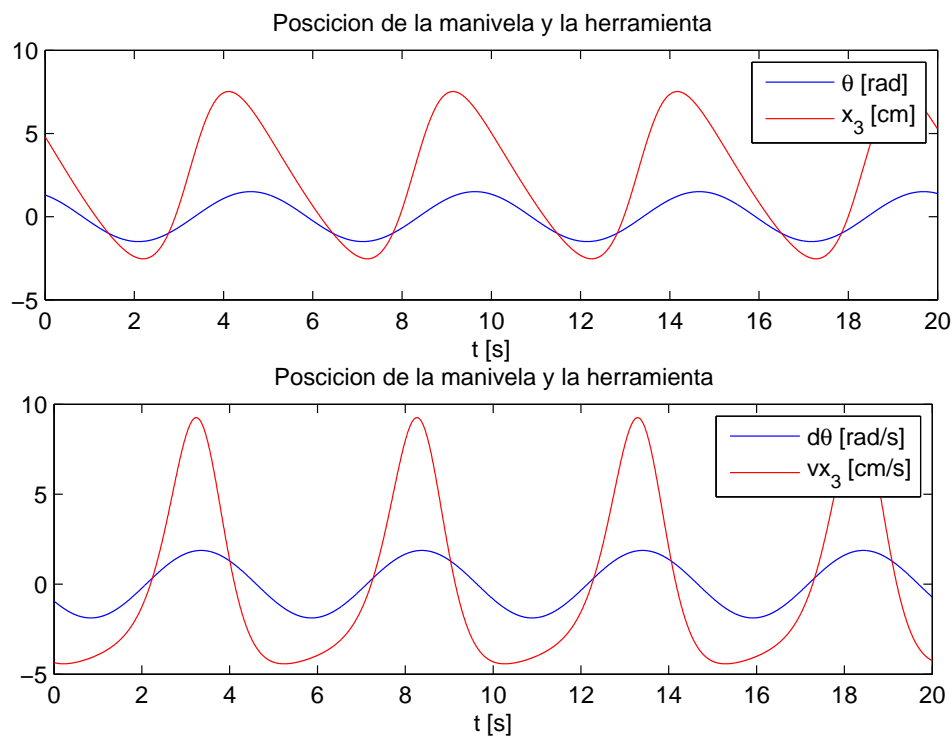 Poscicion de la manivela y la herramienta
10
5
0
−5
θ [rad]
x3 [cm]
0 2 4 6 8 10 12 14 16 18 20
t [s]
Poscicion de la manivela y la herramienta
10
5
0
−5
dθ [rad/s]
vx3 [cm/s]
0 2 4 6 8 10 12 14 16 18 20
t [s]